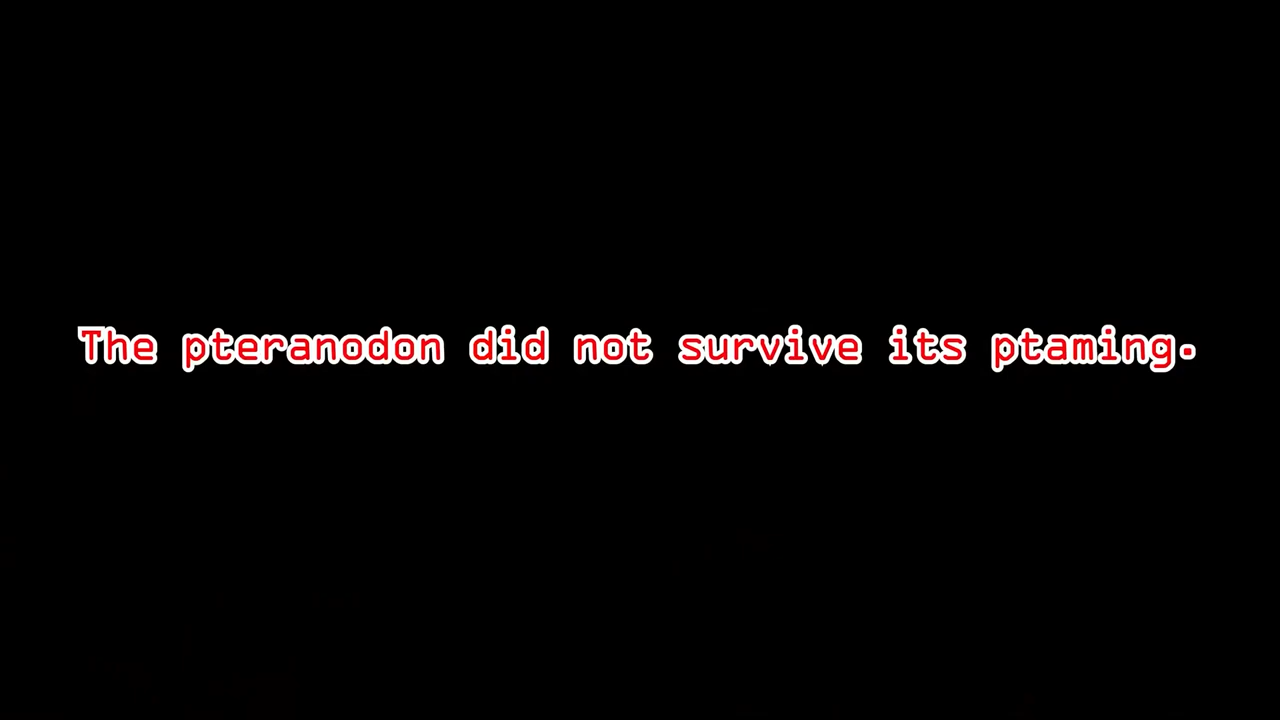 The pteranodon did not survive its ptaming.